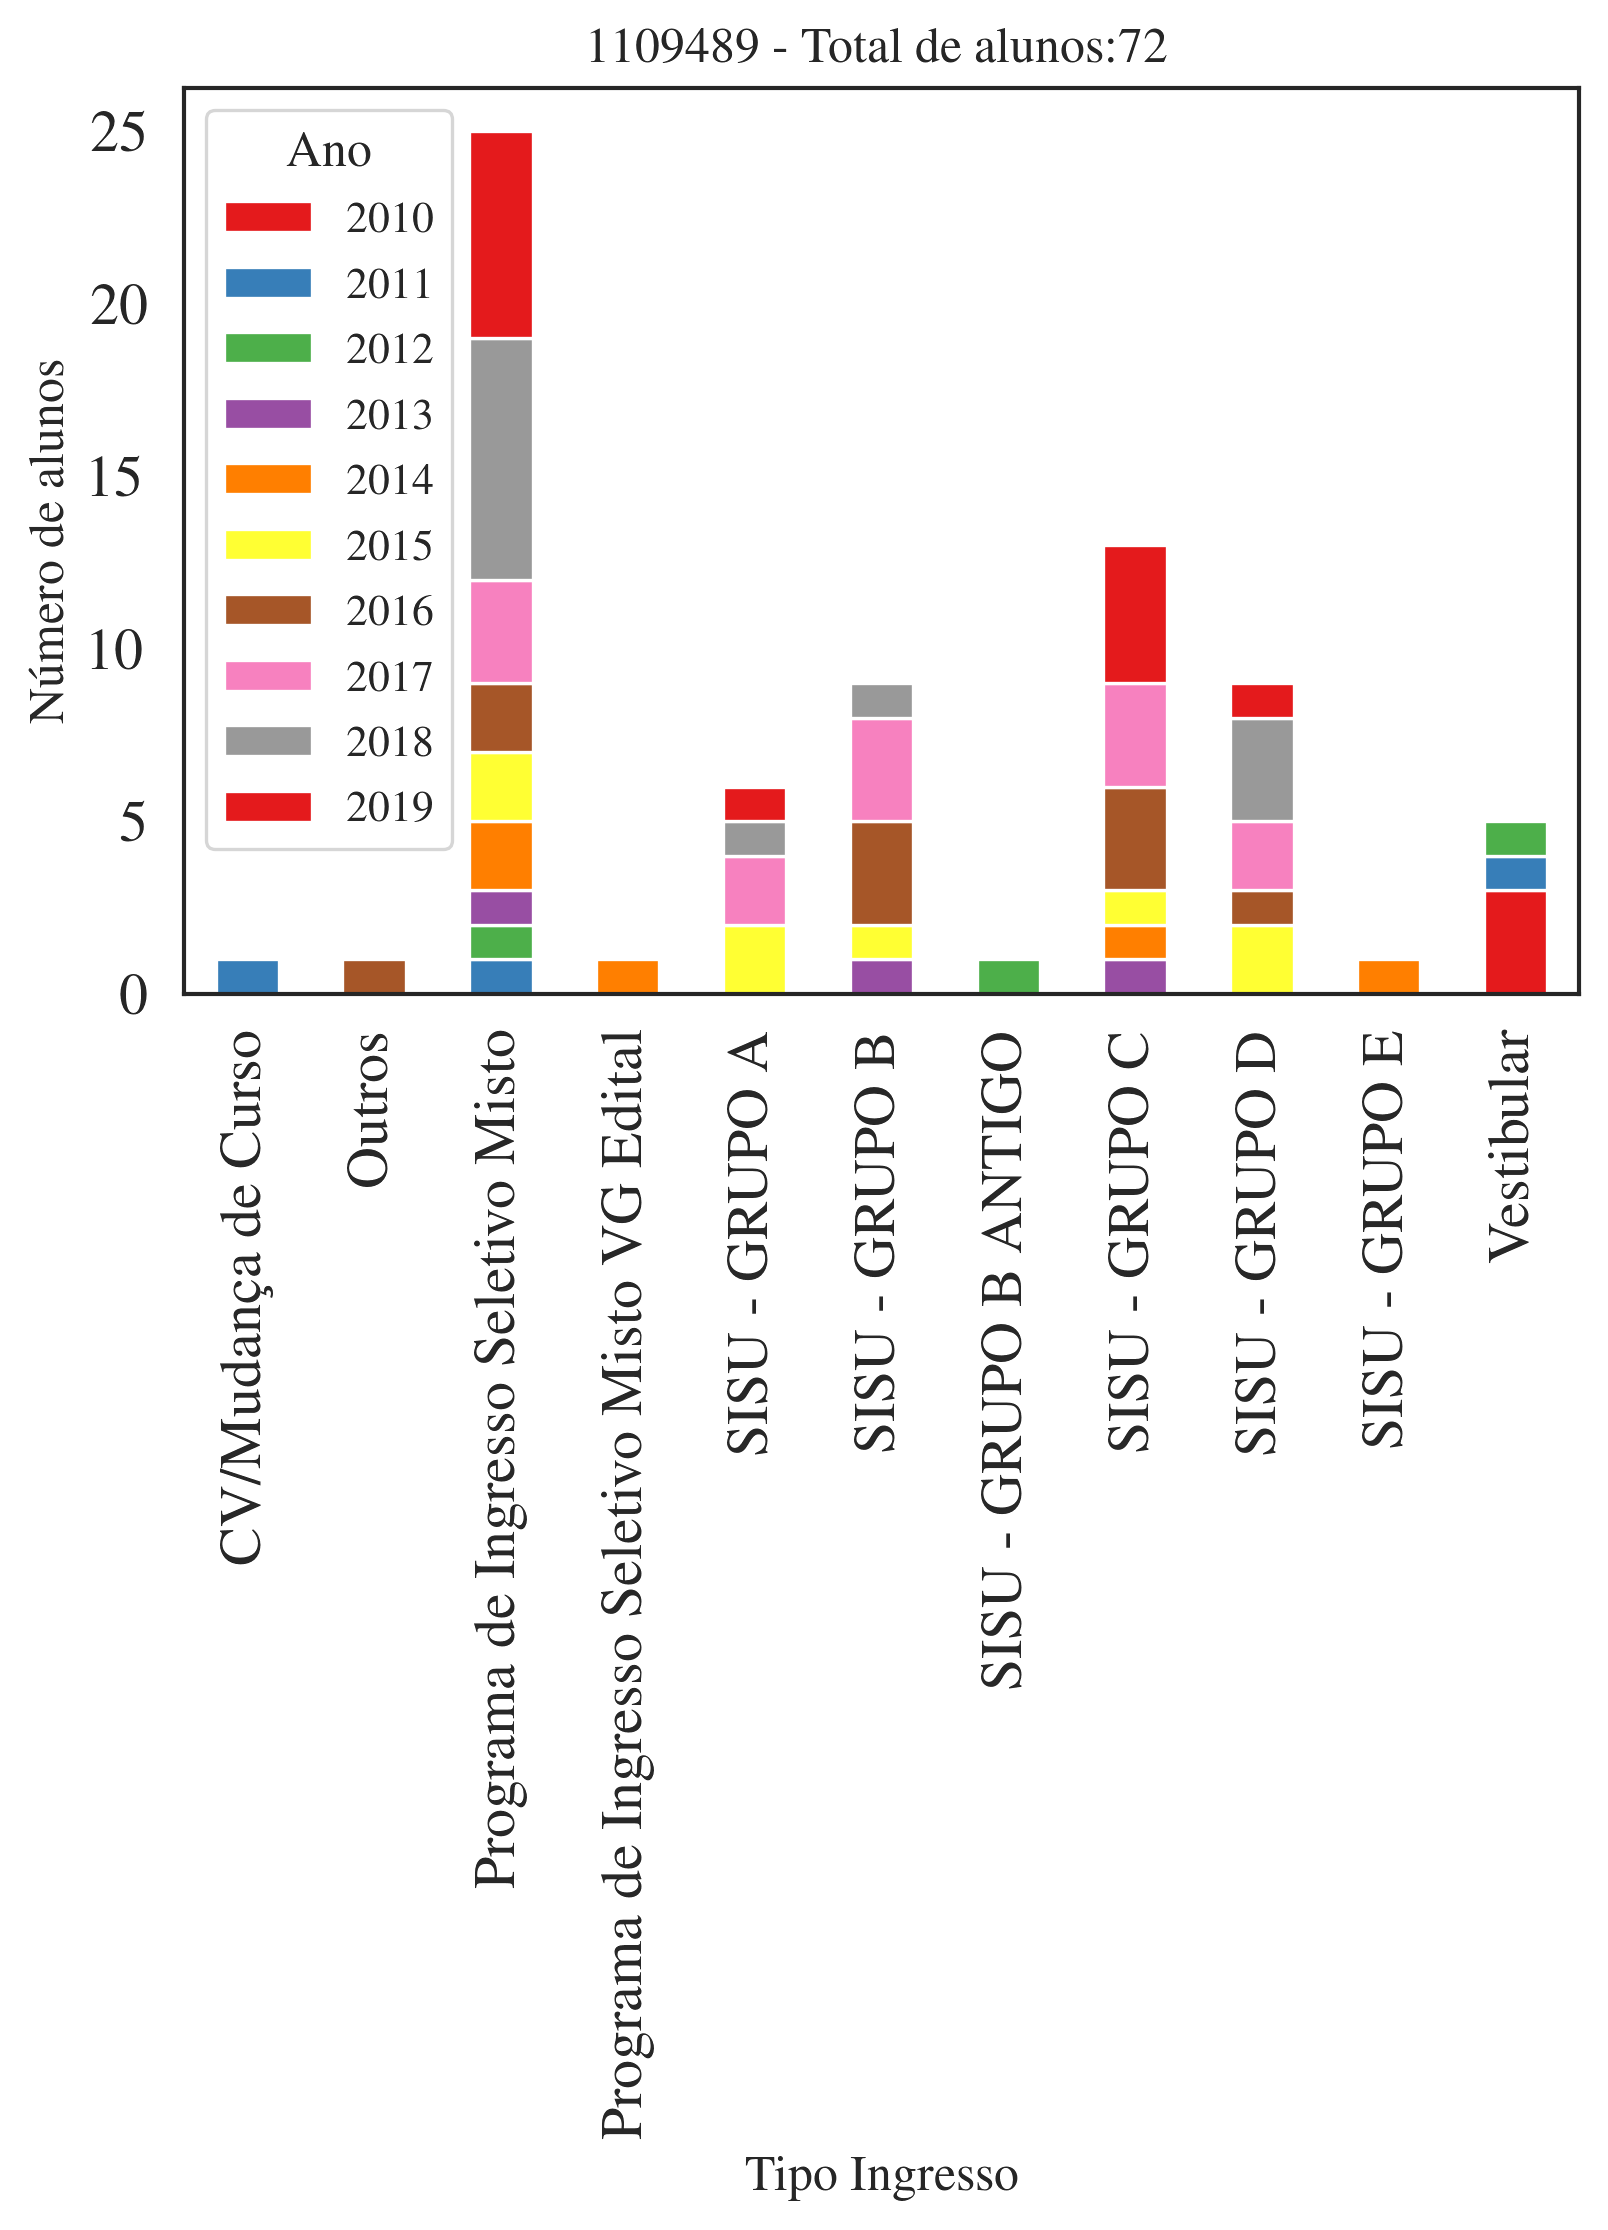 1109489 - Total de alunos:72
Número de alunos
25
20
15
10
5
0
Ano
2010
2011
2012
2013
2014
2015
2016
2017
2018
2019
CV/Mudança de Curso
Outros
Programa de Ingresso Seletivo Misto
Programa de Ingresso Seletivo Misto VG Edital
SISU - GRUPO A
SISU - GRUPO B
SISU - GRUPO B ANTIGO
SISU - GRUPO C
SISU - GRUPO D
SISU - GRUPO E
Vestibular
Tipo Ingresso